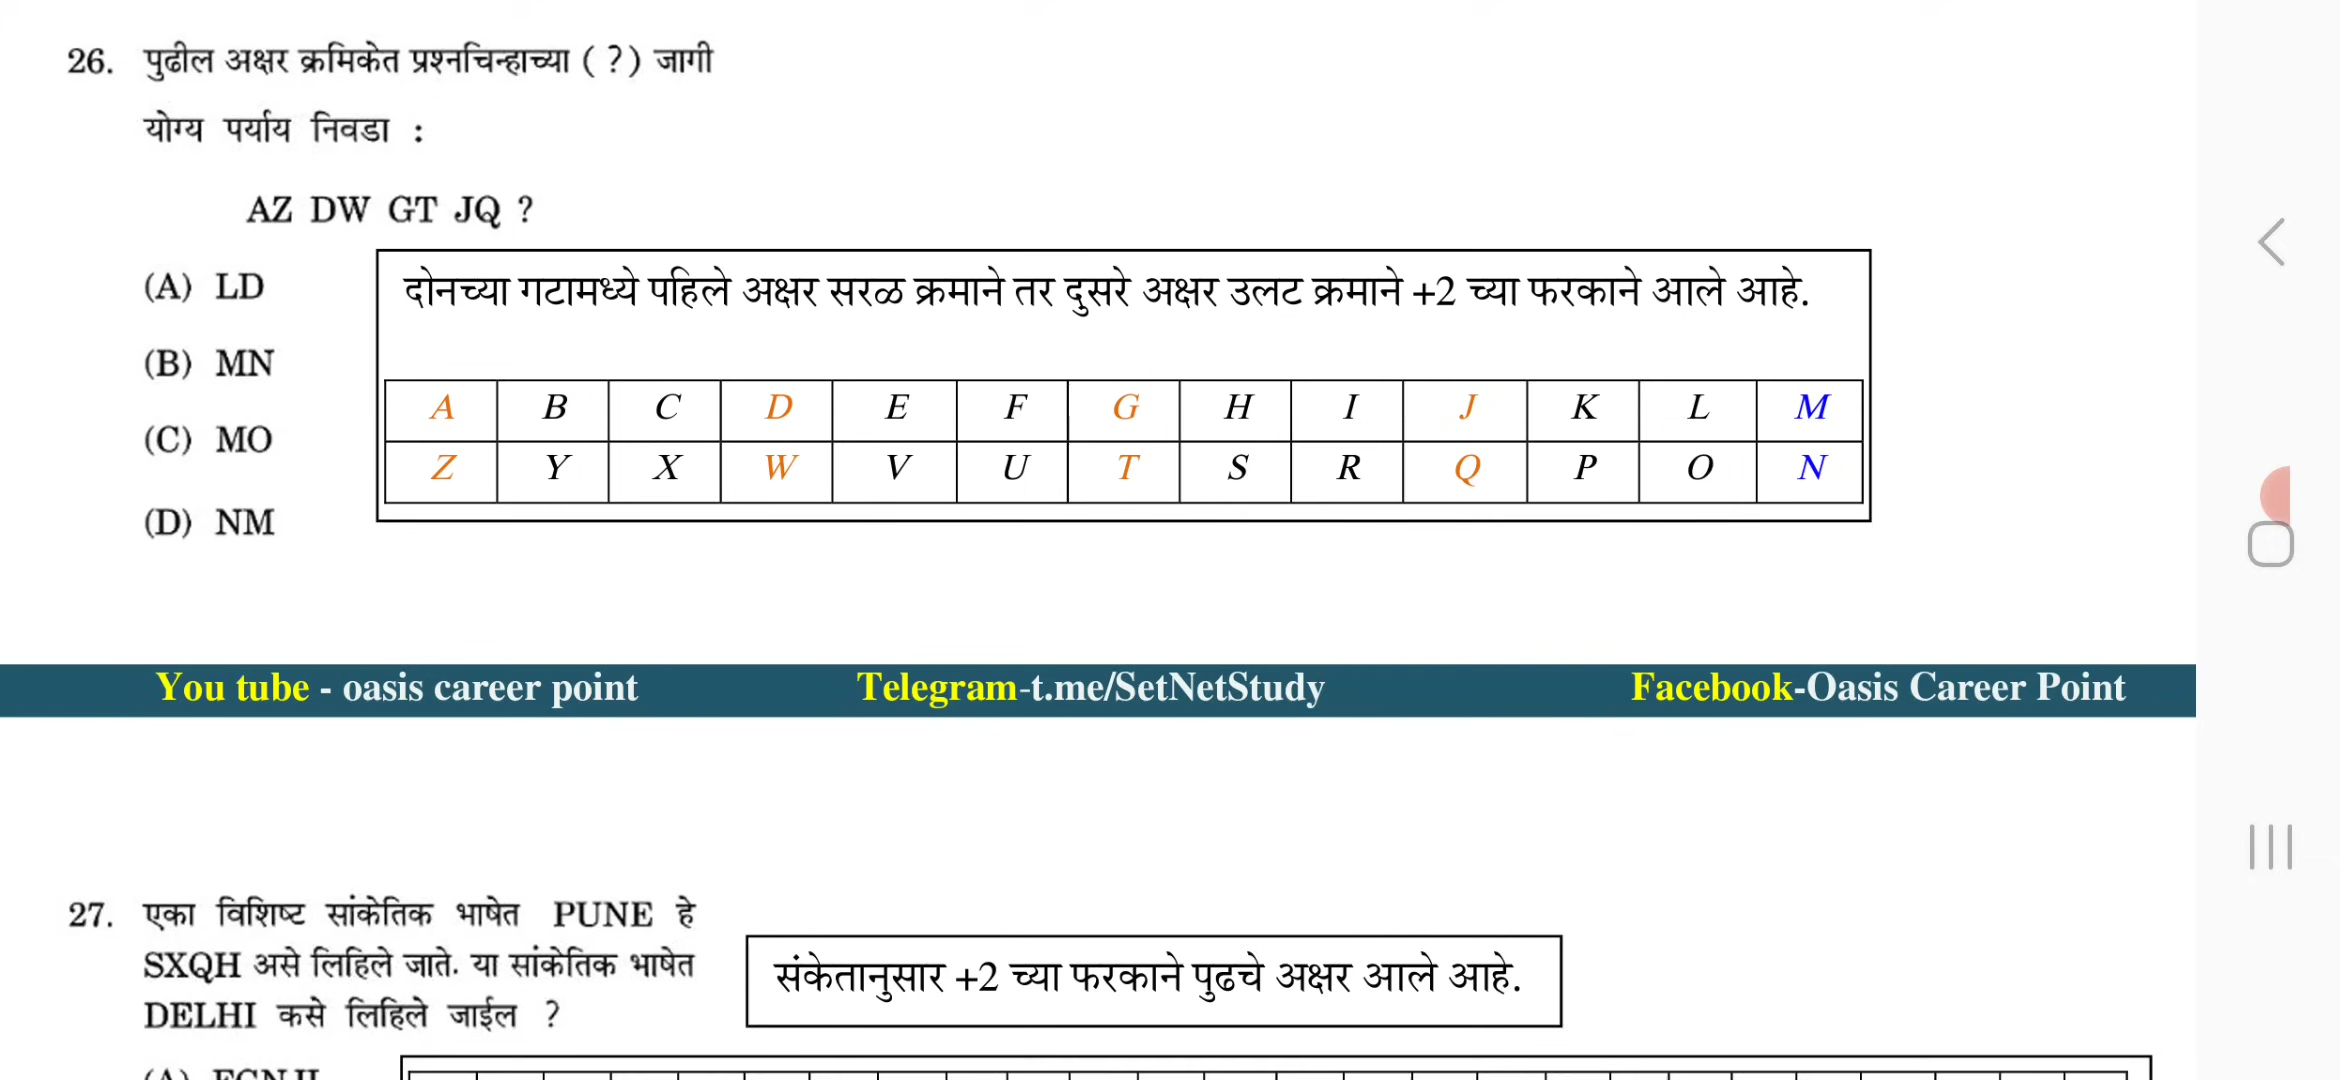 26. पुढील अक्षर क्रमिकेत प्रश्नचिन्हाच्या ( ? ) जागी
योग्य पर्याय निवडा :
AZ DW GT JQ ?
(A) LD
(B) MN
(C) MO
(D) NM
दोनच्या गटामध्ये पहिले अक्षर सरळ क्रमाने तर दुसरे अक्षर उलट क्रमाने +2 च्या फरकाने आले आहे.
A B C D E F G H I J K L M
Z Y X W V U T S R Q P O N
You tube - oasis career point Telegram-t.me/SetNetStudy Facebook-Oasis Career Point
27. एका विशिष्ट सांकेतिक भाषेत PUNE हे
SXQH असे लिहिले जाते. या सांकेतिक भाषेत
DELHI कसे लिहिले जाईल ?
संकेतानुसार +2 च्या फरकाने पुढचे अक्षर आले आहे.